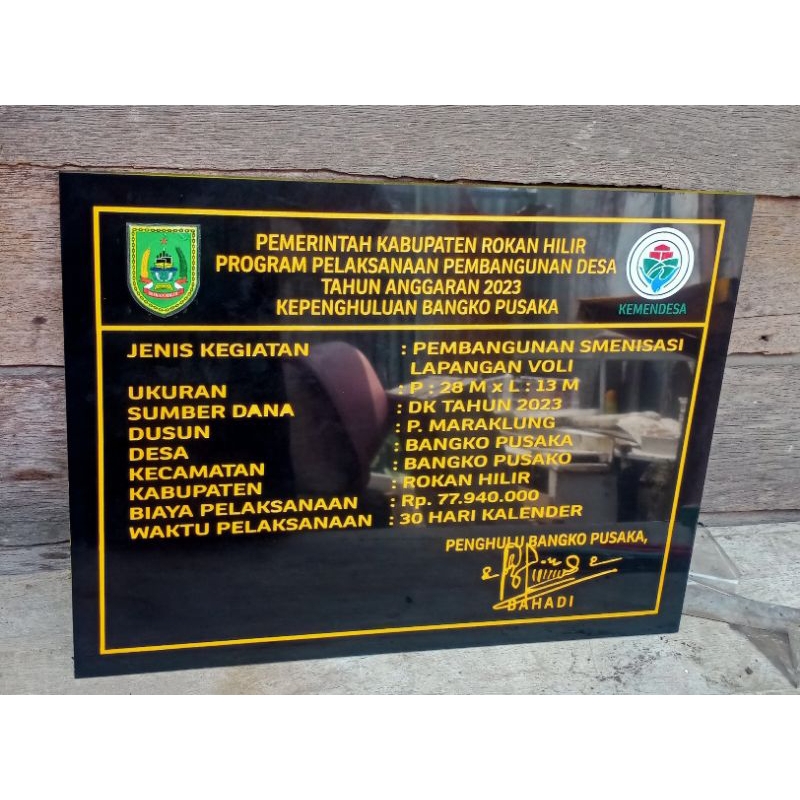 PEMERINTAH KABUPATEN ROKAN HILIR
PROGRAM PELAKSANAAN PEMBANGUNAN DESA
TAHUN ANGGARAN 2023
KEPENGHULUAN BANGKO PUSAKA
KEMENDESA
JENIS KEGIATAN : PEMBANGUNAN SMENISASI
LAPANGAN VOLI
UKURAN : P : 28 M x L : 13 M
SUMBER DANA : DK TAHUN 2023
DUSUN : P. MARAKLUNG
DESA : BANGKO PUSAKA
KECAMATAN : BANGKO PUSAKO
KABUPATEN : ROKAN HILIR
BIAYA PELAKSANAAN : Rp. 77.940.000
WAKTU PELAKSANAAN : 30 HARI KALENDER
PENGHULU BANGKO PUSAKA,
BAHADI